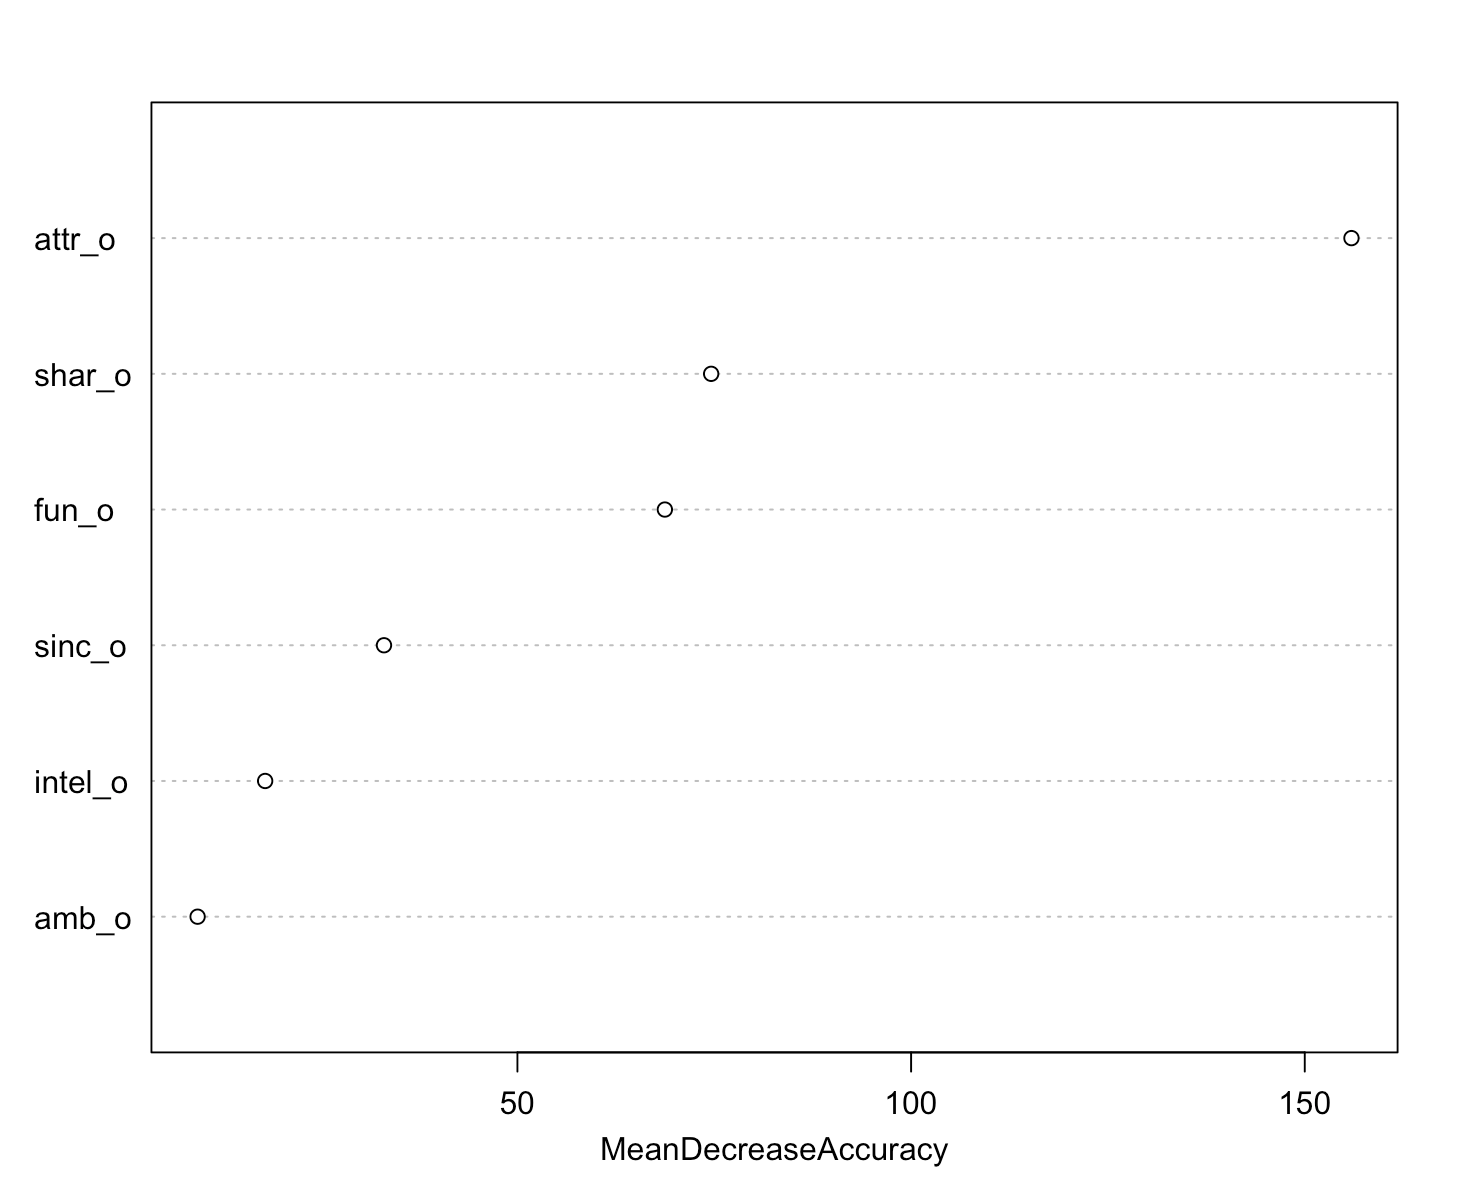 attr_o
shar_o
fun_o
sinc_o
intel_o
amb_o
50 100 150
MeanDecreaseAccuracy